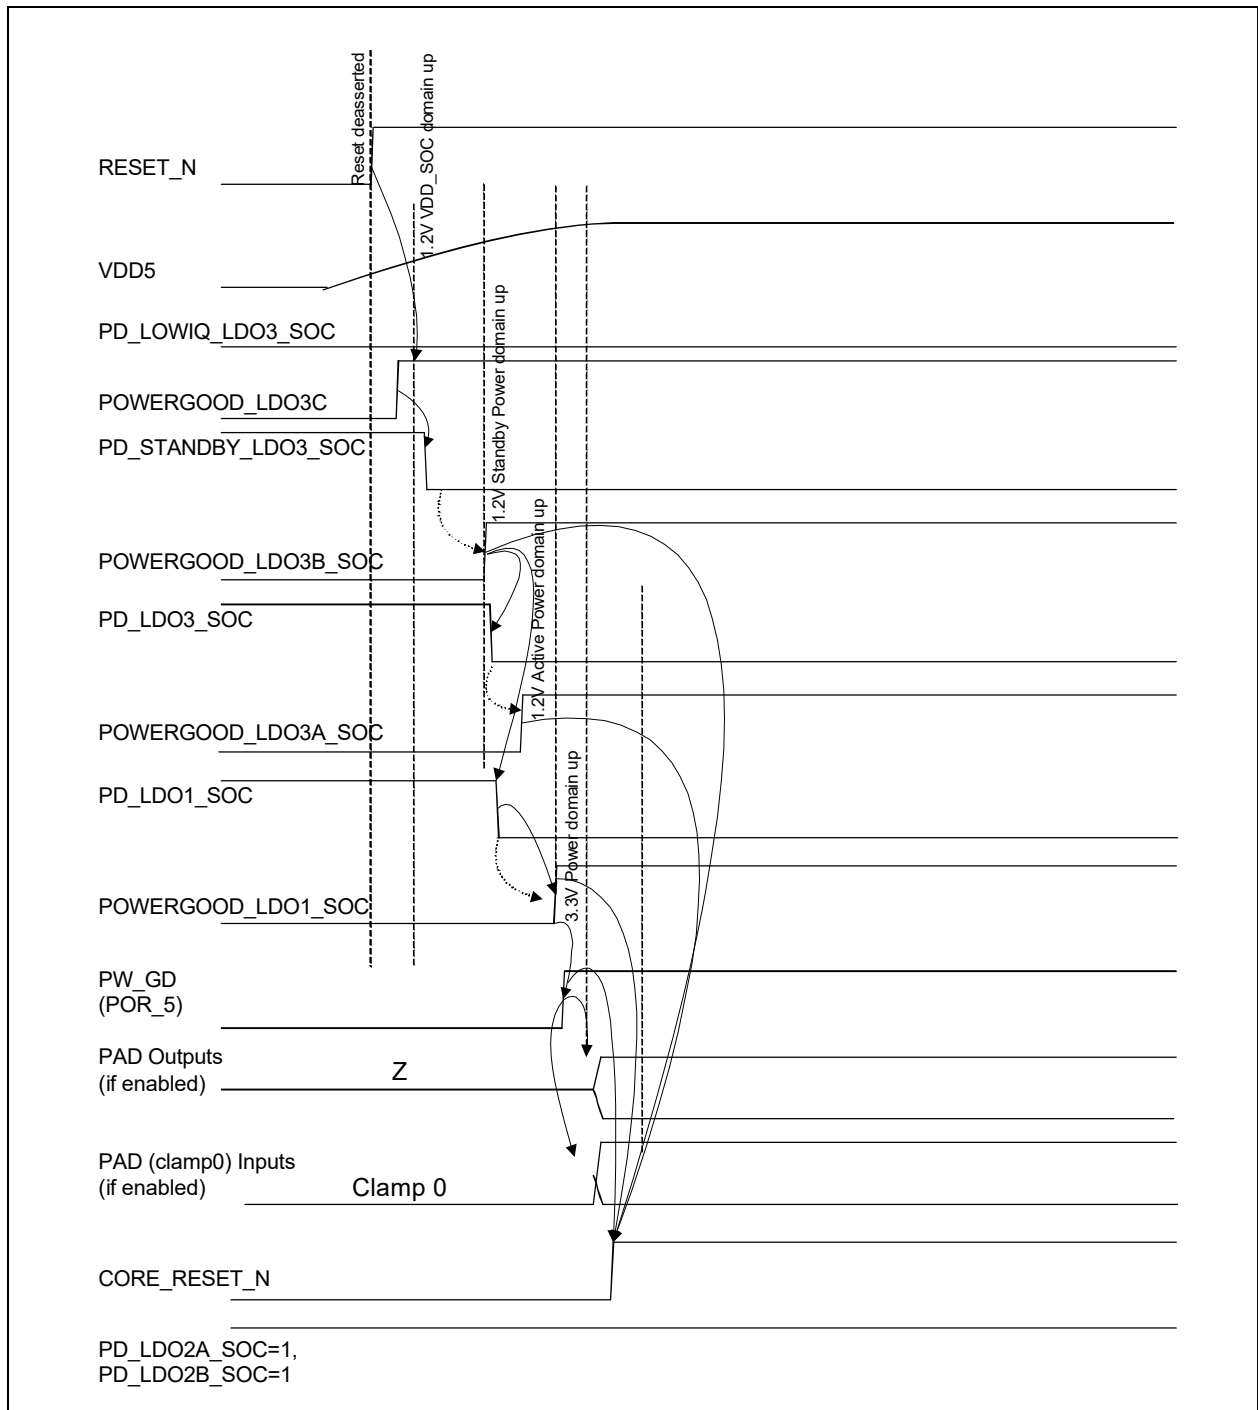 Reset deasserted
1.2V VDD_SOC domain up
RESET_N
VDD5
PD_LOWIQ_LDO3_SOC
1.2V Standby Power domain up
POWERGOOD_LDO3C
PD_STANDBY_LDO3_SOC
POWERGOOD_LDO3B_SOC
1.2V Active Power domain up
PD_LDO3_SOC
POWERGOOD_LDO3A_SOC
PD_LDO1_SOC
3.3V Power domain up
POWERGOOD_LDO1_SOC
PW_GD
(POR_5)
PAD Outputs
(if enabled)
Z
PAD (clamp0) Inputs
(if enabled)
Clamp 0
CORE_RESET_N
PD_LDO2A_SOC=1,
PD_LDO2B_SOC=1